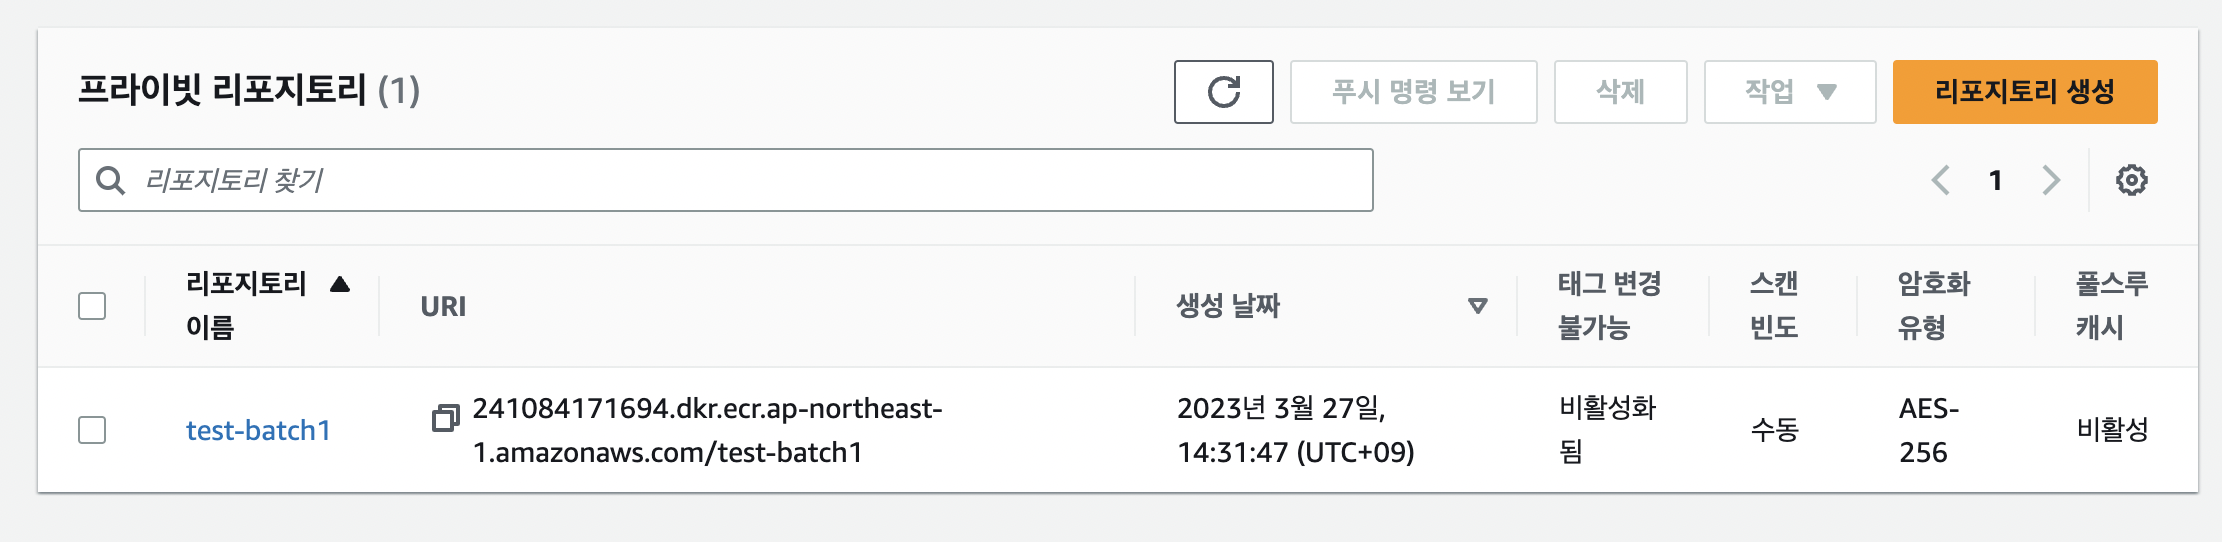 프라이빗 리포지토리 (1)
푸시 명령 보기
삭제
작업
리포지토리 생성
리포지토리 찾기
1
리포지토리
이름
URI
생성 날짜
태그 변경
불가능
스캔
빈도
암호화
유형
풀스루
캐시
test-batch1
241084171694.dkr.ecr.ap-northeast-
1.amazonaws.com/test-batch1
2023년 3월 27일,
14:31:47 (UTC+09)
비활성화
됨
수동
AES-
256
비활성